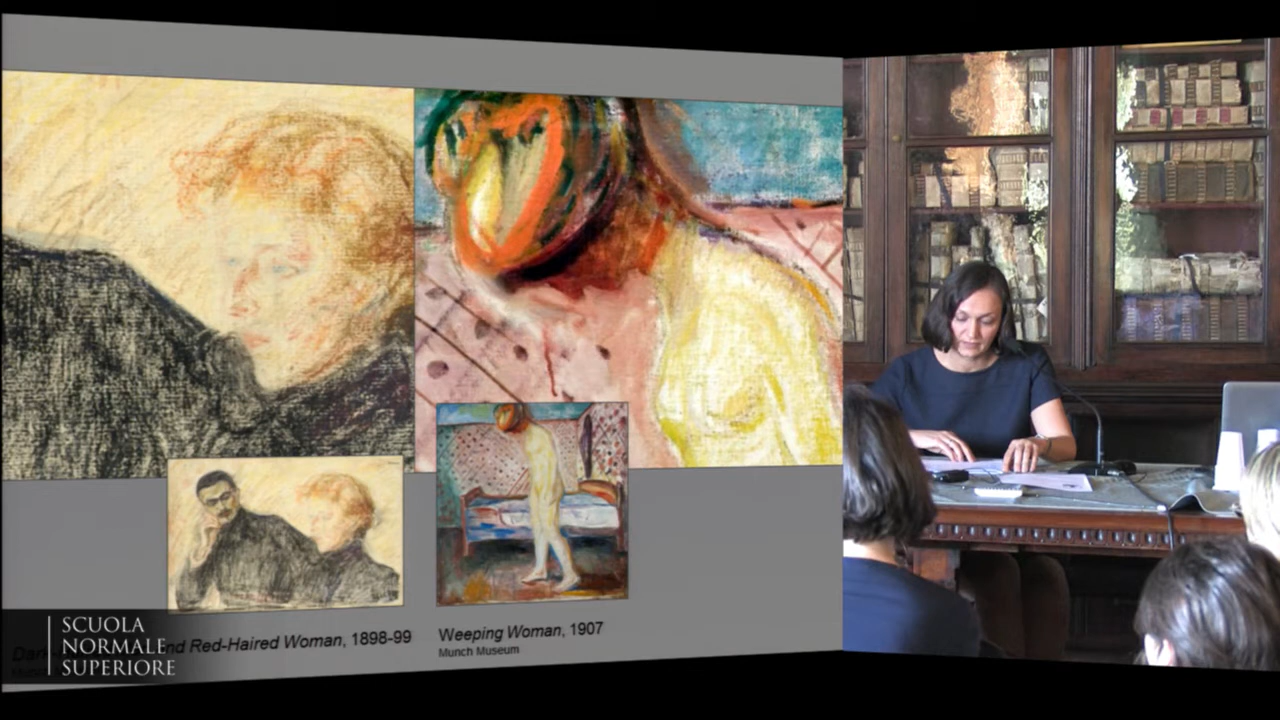 nd Red-Haired Woman, 1898-99
Weeping Woman, 1907
Munch Museum
SCUOLA
NORMALE
SUPERIORE